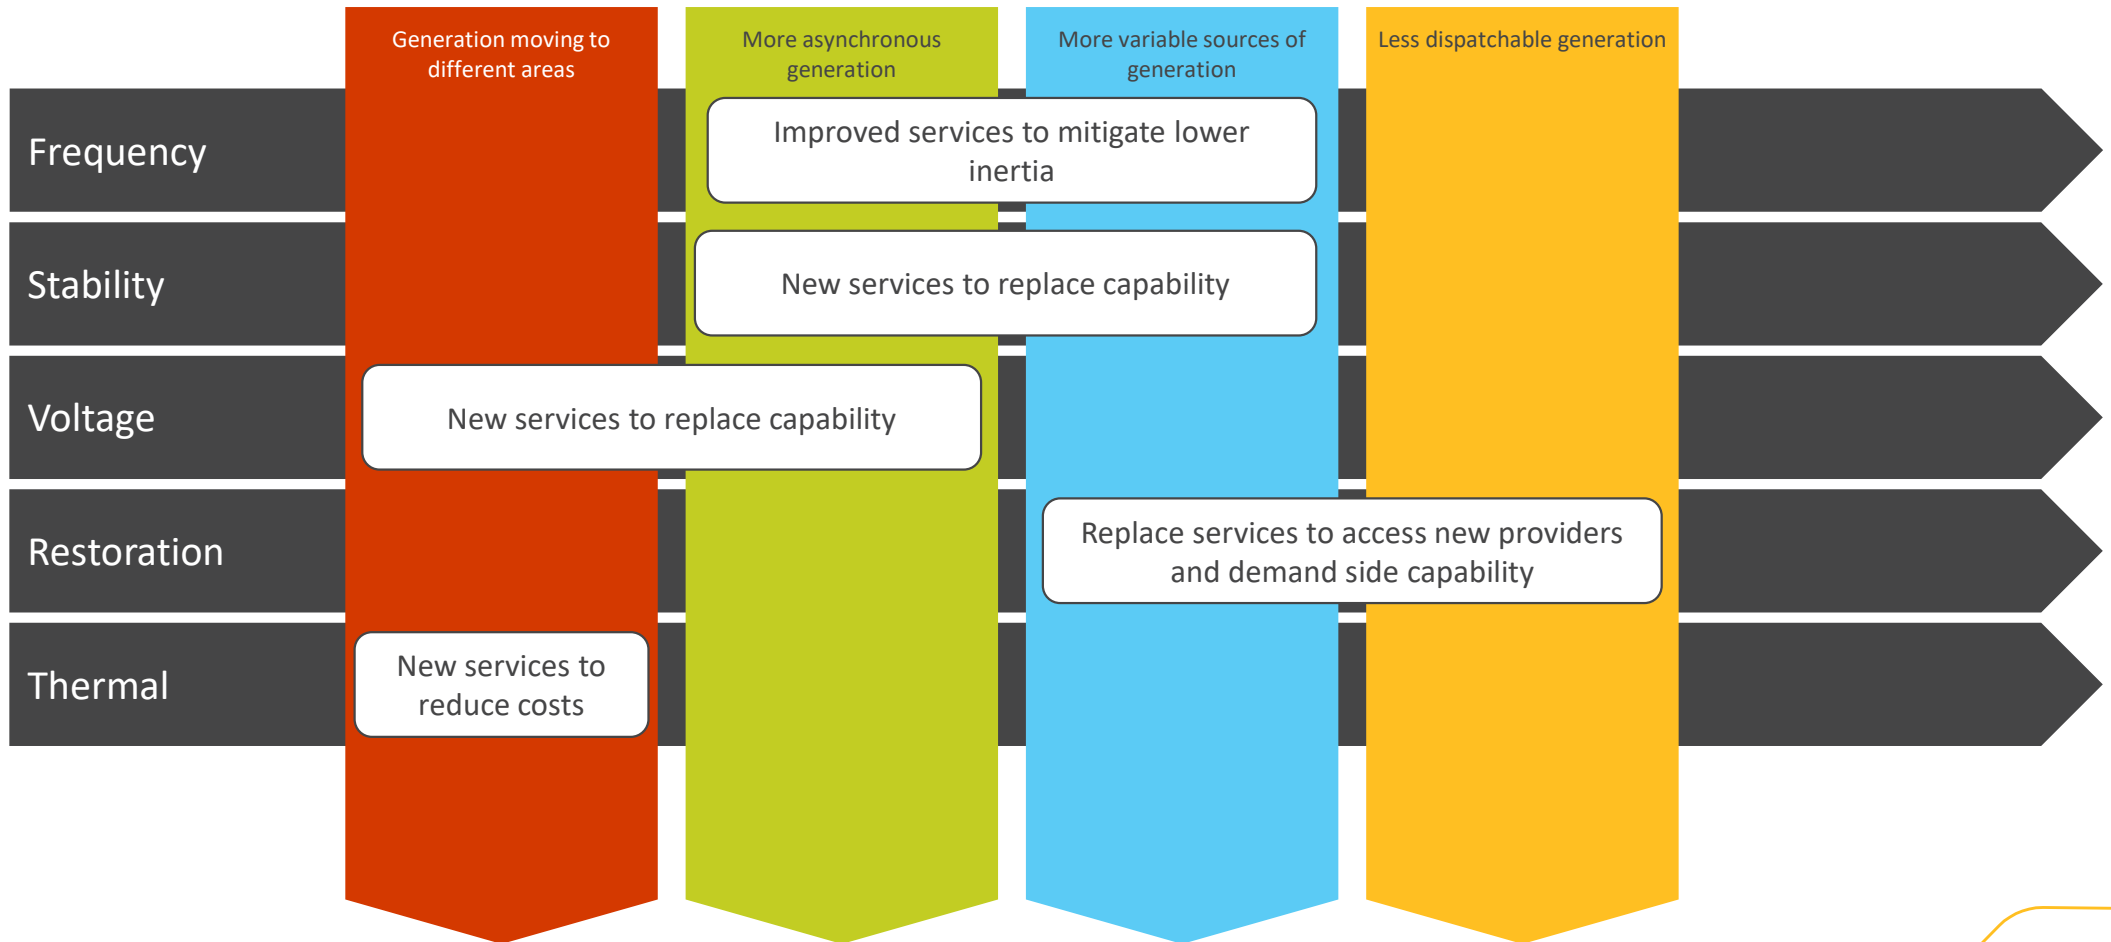 Generation moving to
different areas
More asynchronous
generation
More variable sources of
generation
Less dispatchable generation
Frequency
Improved services to mitigate lower
inertia
Stability
New services to replace capability
Voltage
New services to replace capability
Restoration
Replace services to access new providers
and demand side capability
Thermal
New services to
reduce costs